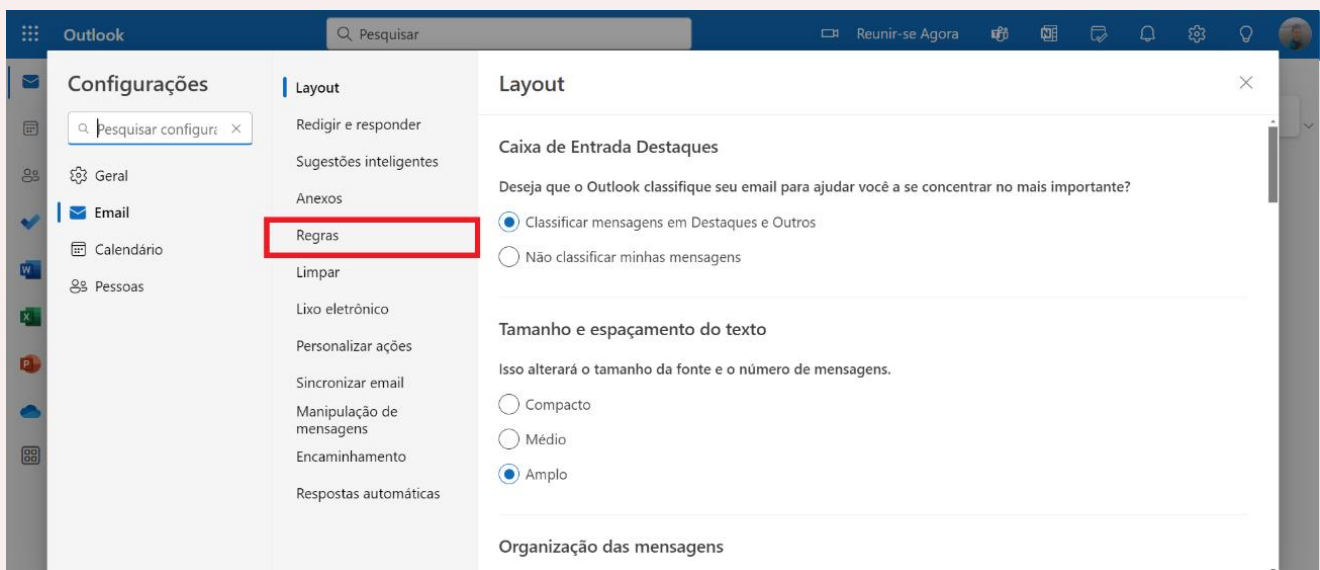 Outlook
Pesquisar
Reunir-se Agora
Configurações
Pesquisar configura
Geral
Email
Calendário
Pessoas
Layout
Redigir e responder
Sugestões inteligentes
Anexos
Regras
Limpar
Lixo eletrônico
Personalizar ações
Sincronizar email
Manipulação de
mensagens
Encaminhamento
Respostas automáticas
Layout
Caixa de Entrada Destaques
Deseja que o Outlook classifique seu email para ajudar você a se concentrar no mais importante?
Classificar mensagens em Destaques e Outros
Não classificar minhas mensagens
Tamanho e espaçamento do texto
Isso alterará o tamanho da fonte e o número de mensagens.
Compacto
Médio
Amplo
Organização das mensagens